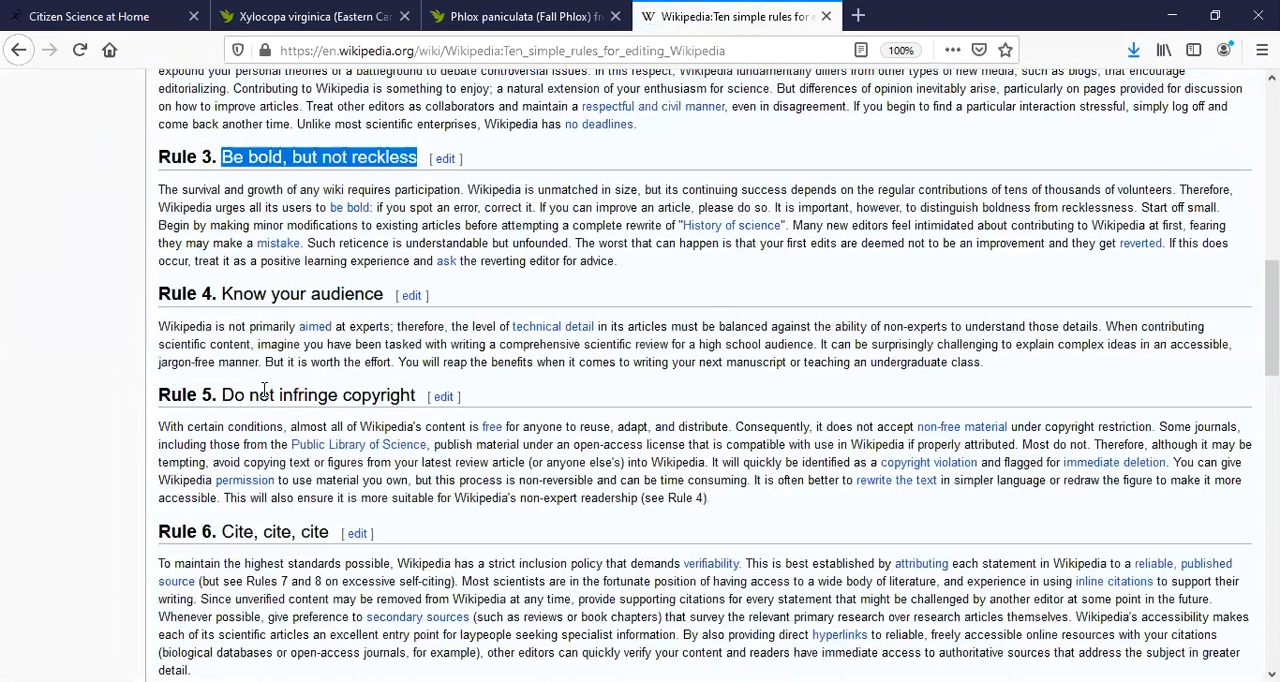 Citizen Science at Home
Xylocopa virginica (Eastern Car
Phlox paniculata (Fall Phlox) fr
W Wikipedia:Ten simple rules for e
https://en.wikipedia.org/wiki/Wikipedia:Ten_simple_rules_for_editing_Wikipedia
100%
expound your personal theories or a battleground to debate controversial issues. In this respect, Wikipedia fundamentally differs from other types of new media, such as blogs, that encourage
editorializing. Contributing to Wikipedia is something to enjoy; a natural extension of your enthusiasm for science. But differences of opinion inevitably arise, particularly on pages provided for discussion
on how to improve articles. Treat other editors as collaborators and maintain a respectful and civil manner, even in disagreement. If you begin to find a particular interaction stressful, simply log off and
come back another time. Unlike most scientific enterprises, Wikipedia has no deadlines.
Rule 3. Be bold, but not reckless [ edit ]
The survival and growth of any wiki requires participation. Wikipedia is unmatched in size, but its continuing success depends on the regular contributions of tens of thousands of volunteers. Therefore,
Wikipedia urges all its users to be bold: if you spot an error, correct it. If you can improve an article, please do so. It is important, however, to distinguish boldness from recklessness. Start off small.
Begin by making minor modifications to existing articles before attempting a complete rewrite of "History of science". Many new editors feel intimidated about contributing to Wikipedia at first, fearing
they may make a mistake. Such reticence is understandable but unfounded. The worst that can happen is that your first edits are deemed not to be an improvement and they get reverted. If this does
occur, treat it as a positive learning experience and ask the reverting editor for advice.
Rule 4. Know your audience [ edit ]
Wikipedia is not primarily aimed at experts; therefore, the level of technical detail in its articles must be balanced against the ability of non-experts to understand those details. When contributing
scientific content, imagine you have been tasked with writing a comprehensive scientific review for a high school audience. It can be surprisingly challenging to explain complex ideas in an accessible,
jargon-free manner. But it is worth the effort. You will reap the benefits when it comes to writing your next manuscript or teaching an undergraduate class.
Rule 5. Do not infringe copyright [ edit ]
With certain conditions, almost all of Wikipedia's content is free for anyone to reuse, adapt, and distribute. Consequently, it does not accept non-free material under copyright restriction. Some journals,
including those from the Public Library of Science, publish material under an open-access license that is compatible with use in Wikipedia if properly attributed. Most do not. Therefore, although it may be
tempting, avoid copying text or figures from your latest review article (or anyone else's) into Wikipedia. It will quickly be identified as a copyright violation and flagged for immediate deletion. You can give
Wikipedia permission to use material you own, but this process is non-reversible and can be time consuming. It is often better to rewrite the text in simpler language or redraw the figure to make it more
accessible. This will also ensure it is more suitable for Wikipedia's non-expert readership (see Rule 4).
Rule 6. Cite, cite, cite [ edit ]
To maintain the highest standards possible, Wikipedia has a strict inclusion policy that demands verifiability. This is best established by attributing each statement in Wikipedia to a reliable, published
source (but see Rules 7 and 8 on excessive self-citing). Most scientists are in the fortunate position of having access to a wide body of literature, and experience in using inline citations to support their
writing. Since unverified content may be removed from Wikipedia at any time, provide supporting citations for every statement that might be challenged by another editor at some point in the future.
Whenever possible, give preference to secondary sources (such as reviews or book chapters) that survey the relevant primary research over research articles themselves. Wikipedia's accessibility makes
each of its scientific articles an excellent entry point for laypeople seeking specialist information. By also providing direct hyperlinks to reliable, freely accessible online resources with your citations
(biological databases or open-access journals, for example), other editors can quickly verify your content and readers have immediate access to authoritative sources that address the subject in greater
detail.